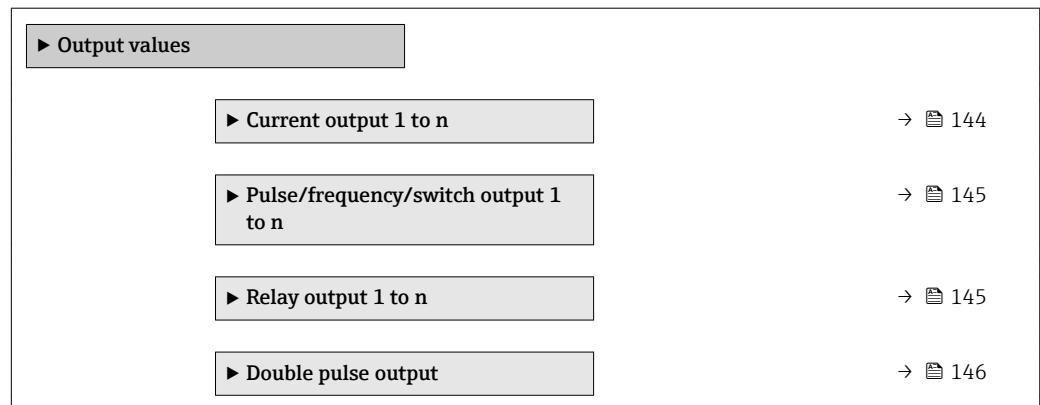 ▶ Output values
▶ Current output 1 to n → 144
▶ Pulse/frequency/switch output 1
to n → 145
▶ Relay output 1 to n → 145
▶ Double pulse output → 146